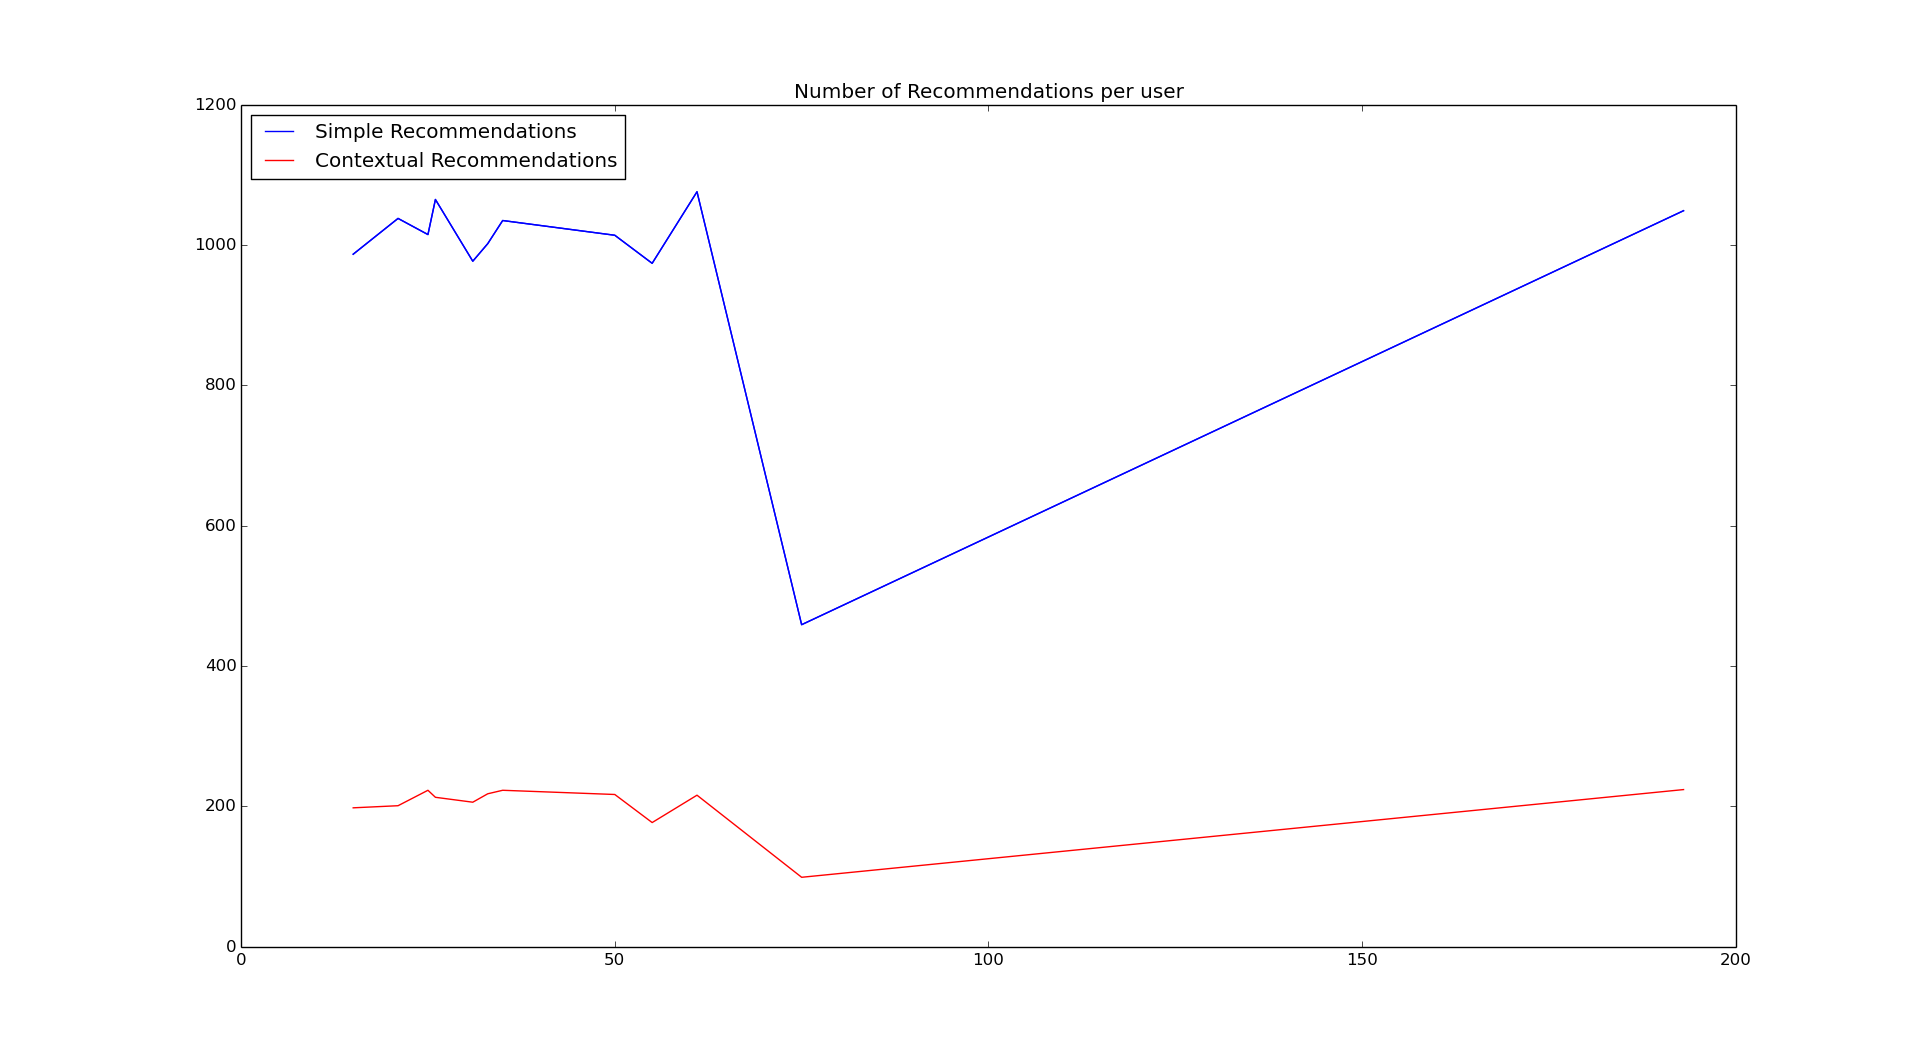 Number of Recommendations per user
1200
Simple Recommendations
Contextual Recommendations
1000
800
600
400
200
0
0 50 100 150 200